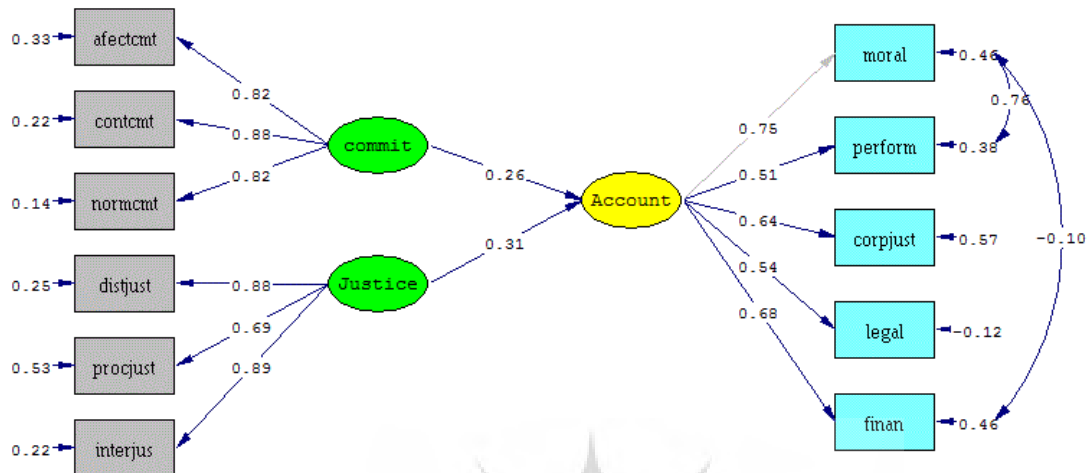 0.33
afectcmt
0.22
contcmt
0.14
normcmt
0.25
distjust
0.53
procjust
0.22
interjus
0.82
0.88
0.82
0.88
0.69
0.89
commit
Justice
0.26
0.31
Account
0.75
0.51
0.64
0.54
0.68
moral
0.46
perform
0.38
corpjust
0.57
legal
-0.12
finan
0.46
0.76
-0.10